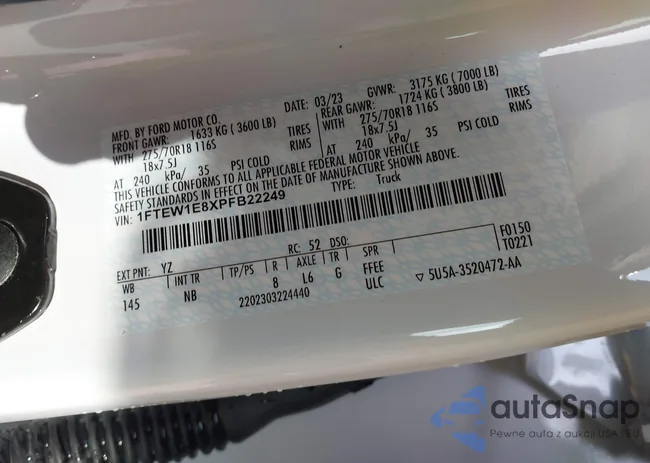 MFD. BY FORD MOTOR CO.
DATE: 03/23
GVWR: 3175 KG (7000 LB)
FRONT GAWR: 1633 KG (3600 LB)
REAR GAWR: 1724 KG (3800 LB)
WITH 275/70R18 116S TIRES
WITH 275/70R18 116S TIRES
18x7.5J RIMS
18x7.5J RIMS
AT 240 kPa/ 35 PSI COLD
AT 240 kPa/ 35 PSI COLD
THIS VEHICLE CONFORMS TO ALL APPLICABLE FEDERAL MOTOR VEHICLE
SAFETY STANDARDS IN EFFECT ON THE DATE OF MANUFACTURE SHOWN ABOVE.
VIN: 1FTEW1E8XPFB22249
TYPE: Truck
F0150
T0221
EXT PNT: YZ RC: 52 DSO:
WB INT TR TP/PS R AXLE TR SPR
145 NB 8 L6 G FFEE
ULC
▽ 5U5A-3520472-AA
2202303224440
autaSnap
Pewne auta z aukcji USA i EU